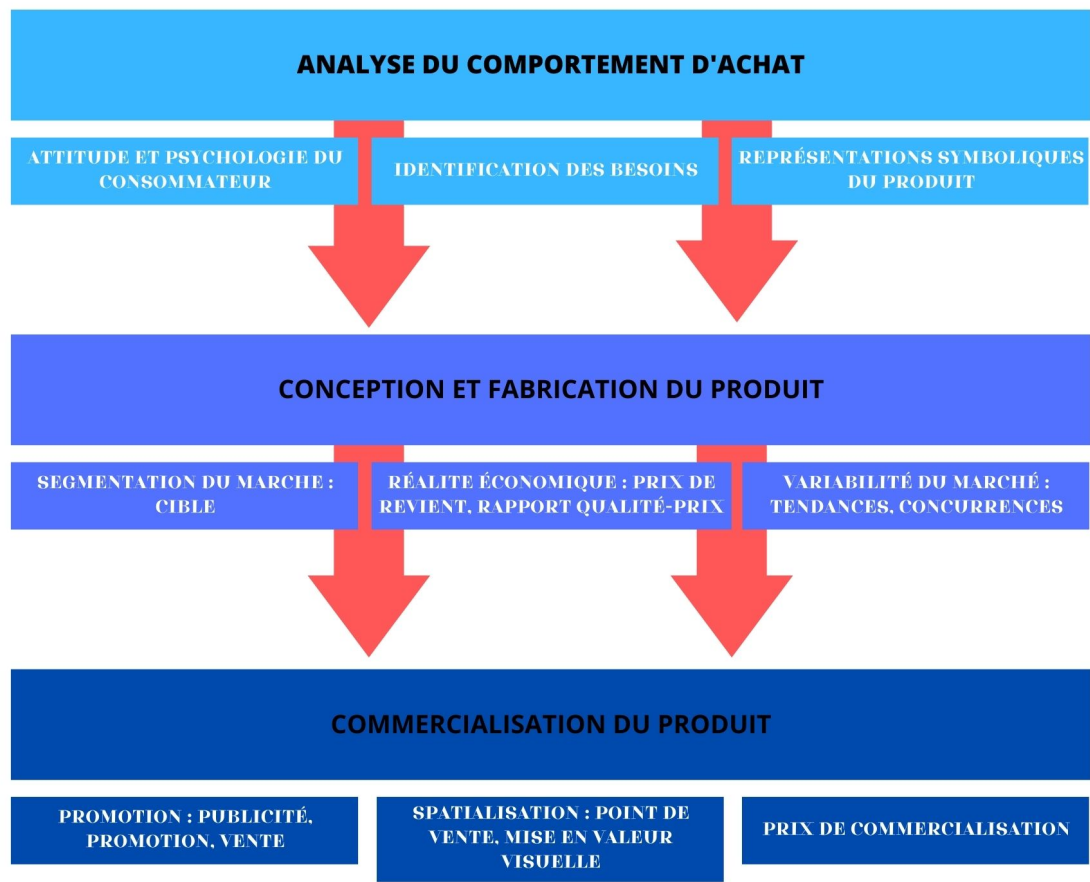 ANALYSE DU COMPORTEMENT D'ACHAT
ATTITUDE ET PSYCHOLOGIE DU
CONSOMMATEUR
IDENTIFICATION DES BESOINS
REPRÉSENTATIONS SYMBOLIQUES
DU PRODUIT
CONCEPTION ET FABRICATION DU PRODUIT
SEGMENTATION DU MARCHE :
CIBLE
RÉALITE ÉCONOMIQUE : PRIX DE
REVIENT, RAPPORT QUALITÉ-PRIX
VARIABILITÉ DU MARCHÉ :
TENDANCES, CONCURRENCES
COMMERCIALISATION DU PRODUIT
PROMOTION : PUBLICITÉ,
PROMOTION, VENTE
SPATIALISATION : POINT DE
VENTE, MISE EN VALEUR
VISUELLE
PRIX DE COMMERCIALISATION